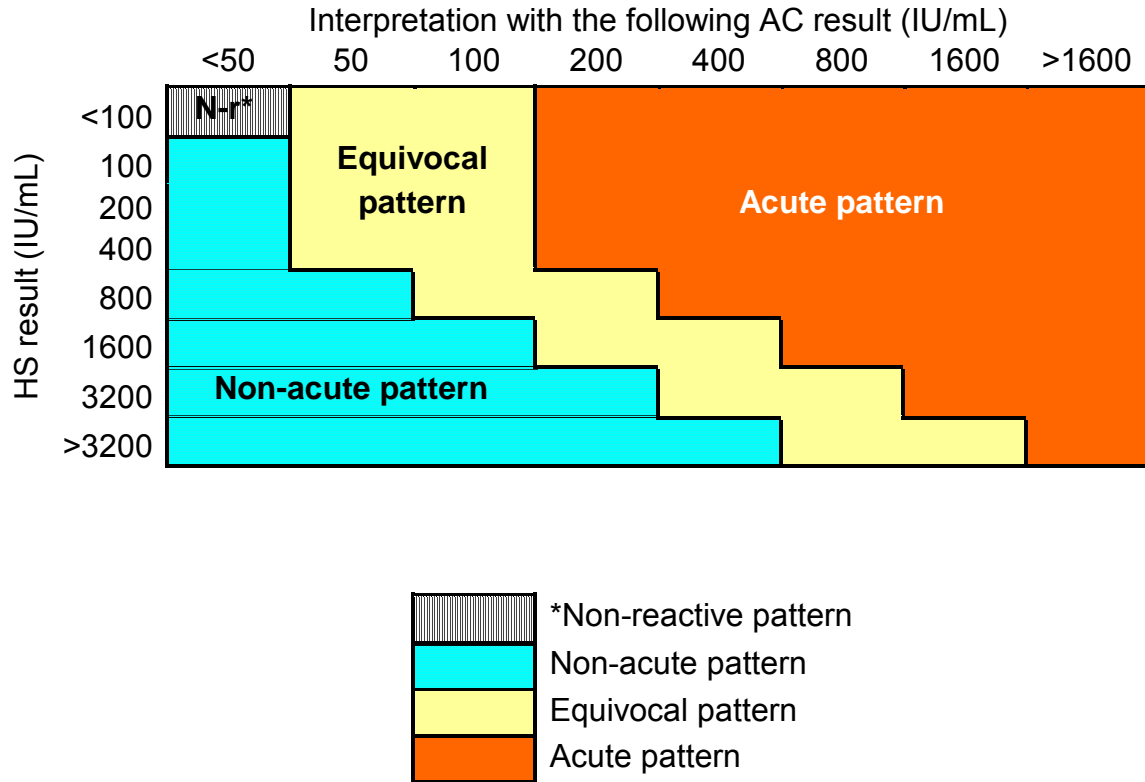 Interpretation with the following AC result (IU/mL)
<50 50 100 200 400 800 1600 >1600
HS result (IU/mL)
<100
100
200
400
800
1600
3200
>3200
N-r*
Equivocal
pattern
Acute pattern
Non-acute pattern
*Non-reactive pattern
Non-acute pattern
Equivocal pattern
Acute pattern